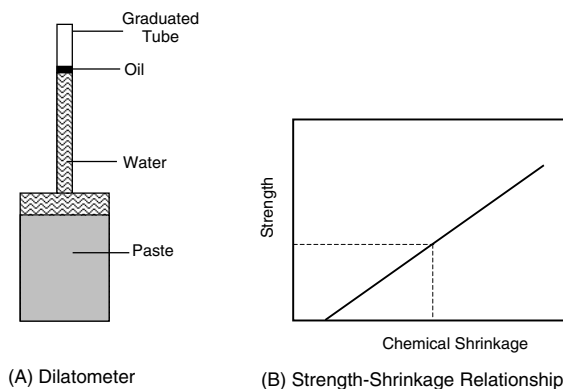 Graduated
Tube
Oil
Water
Paste
(A) Dilatometer
Strength
Chemical Shrinkage
(B) Strength-Shrinkage Relationship